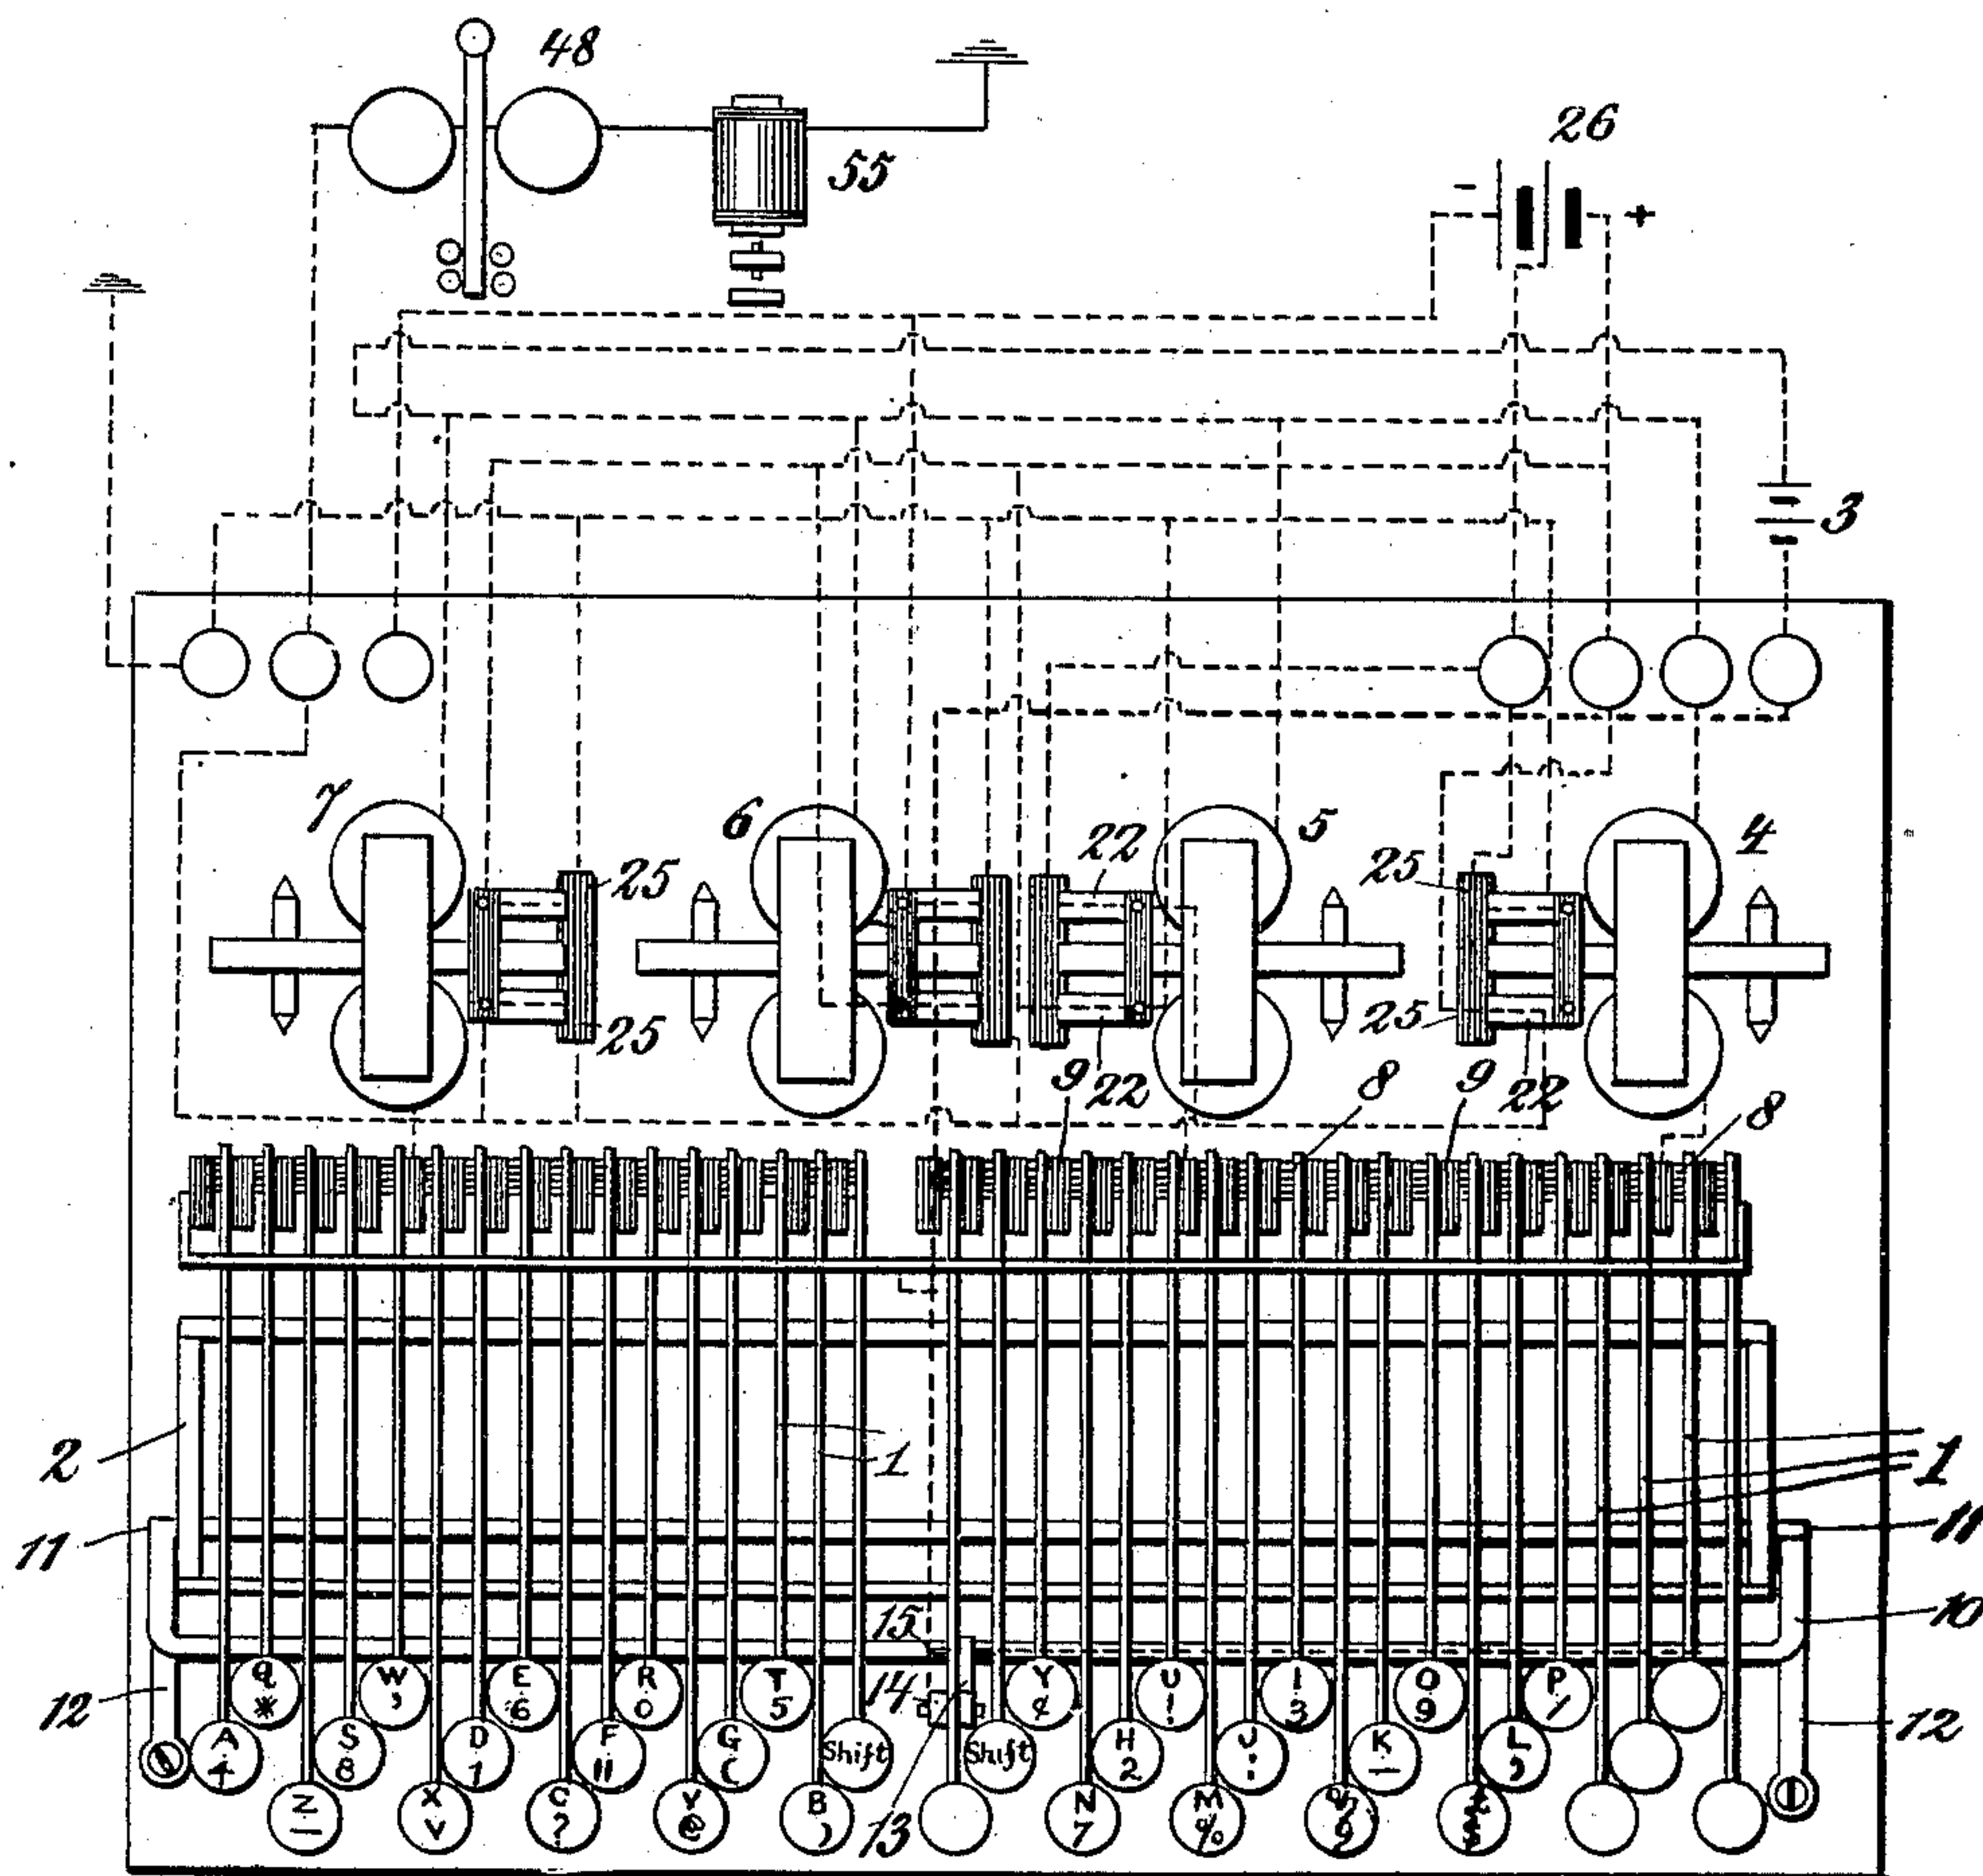 48
55
26
- +
3
7 6 5 4
22
25 25
25 25
9 22 9 22
8 8
2
1 1
11 11
10
15
12 14 12
13
Q * W , E 6 R 0 T 5 Y ¢ U ! I 3 O 9 P /
A 4 S 8 D 1 F " G ( Shift Shift H 2 J : K – L ,
Z – X V C ? V @ B ) N 7 M %